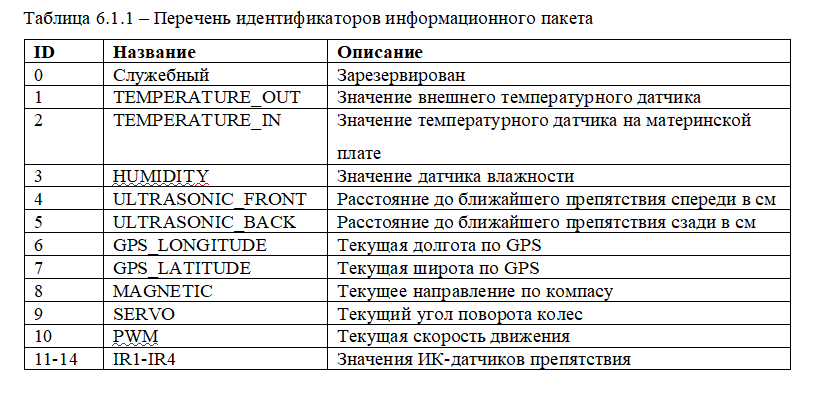 Таблица 6.1.1 – Перечень идентификаторов информационного пакета
ID Название Описание
0 Служебный Зарезервирован
1 TEMPERATURE_OUT Значение внешнего температурного датчика
2 TEMPERATURE_IN Значение температурного датчика на материнской
плате
3 HUMIDITY Значение датчика влажности
4 ULTRASONIC_FRONT Расстояние до ближайшего препятствия спереди в см
5 ULTRASONIC_BACK Расстояние до ближайшего препятствия сзади в см
6 GPS_LONGITUDE Текущая долгота по GPS
7 GPS_LATITUDE Текущая широта по GPS
8 MAGNETIC Текущее направление по компасу
9 SERVO Текущий угол поворота колес
10 PWM Текущая скорость движения
11-14 IR1-IR4 Значения ИК-датчиков препятствия